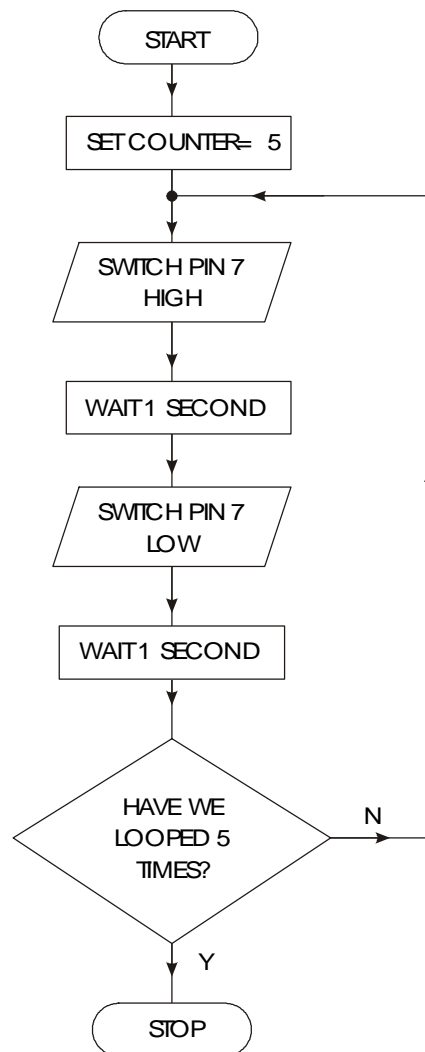 START
SET COUNTER= 5
SWITCH PIN 7
HIGH
WAIT 1 SECOND
SWITCH PIN 7
LOW
WAIT 1 SECOND
HAVE WE
LOOPED 5
TIMES?
N
Y
STOP